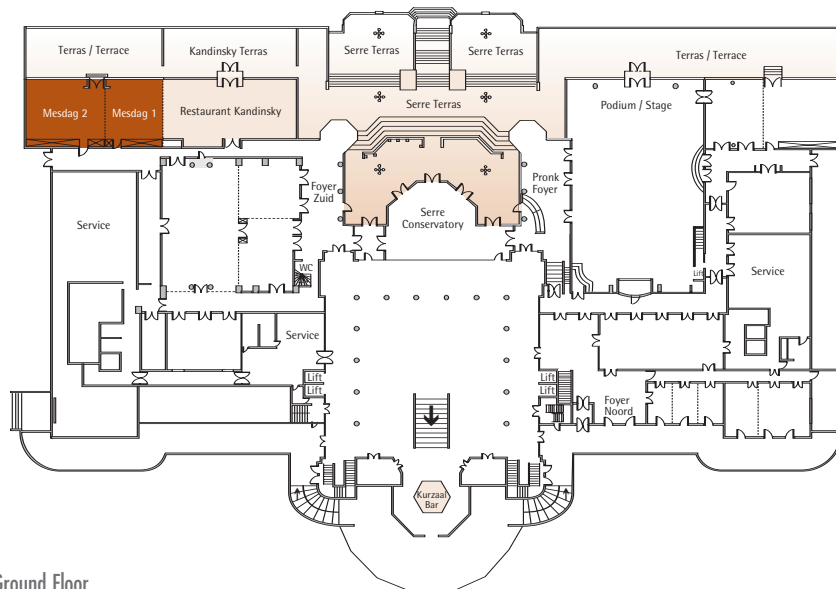 Terras / Terrace
Kandinsky Terras
Serre Terras
Serre Terras
Terras / Terrace
Mesdag 2
Mesdag 1
Restaurant Kandinsky
Serre Terras
Podium / Stage
Foyer
Zuid
Pronk
Foyer
Serre
Conservatory
Service
WC
Lift
Service
Service
Lift
Lift
Lift
Lift
Foyer
Noord
Kurzaal
Bar
Ground Floor